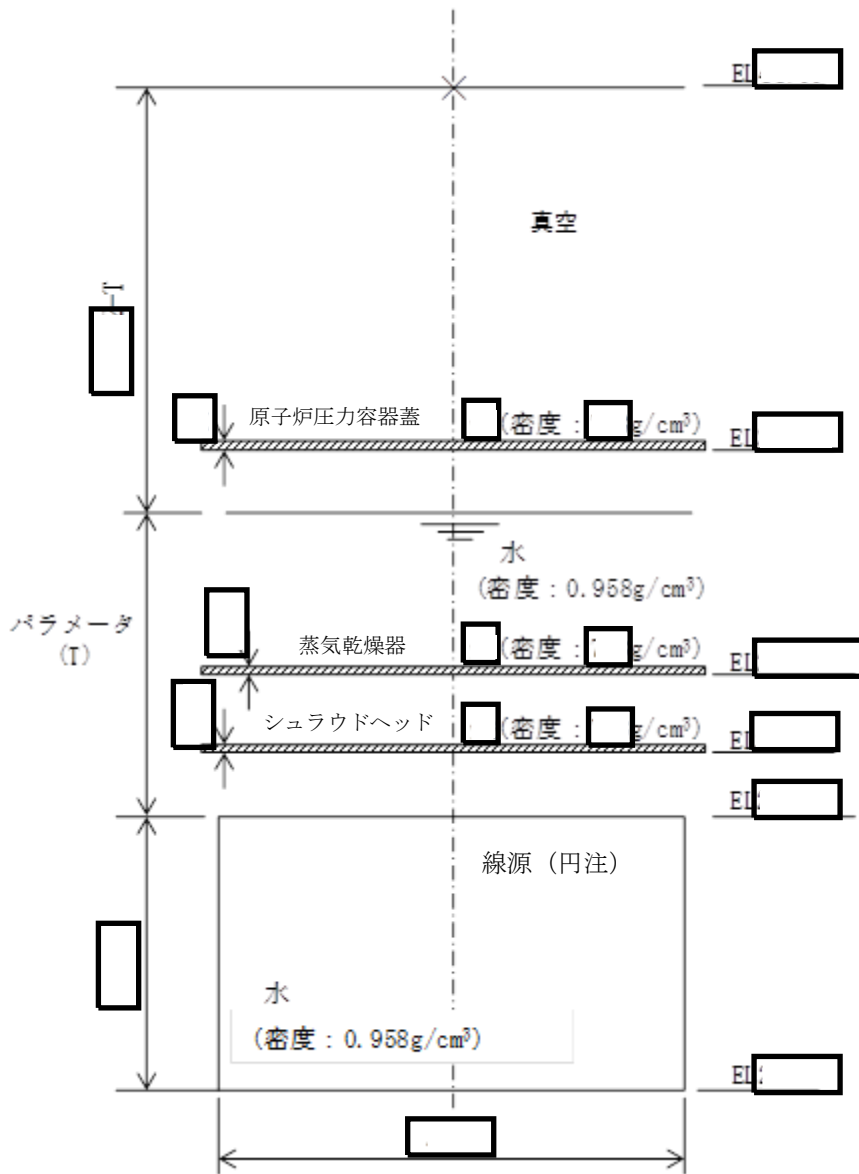 EL
真空
-T
原子炉圧力容器蓋
(密度:
g/cm³)
EL
水
(密度:0.958g/cm³)
パラメータ
(T)
蒸気乾燥器
(密度:
g/cm³)
EL
シュラウドヘッド
(密度:
g/cm³)
EL
EL
線源(円注)
水
(密度:0.958g/cm³)
EL